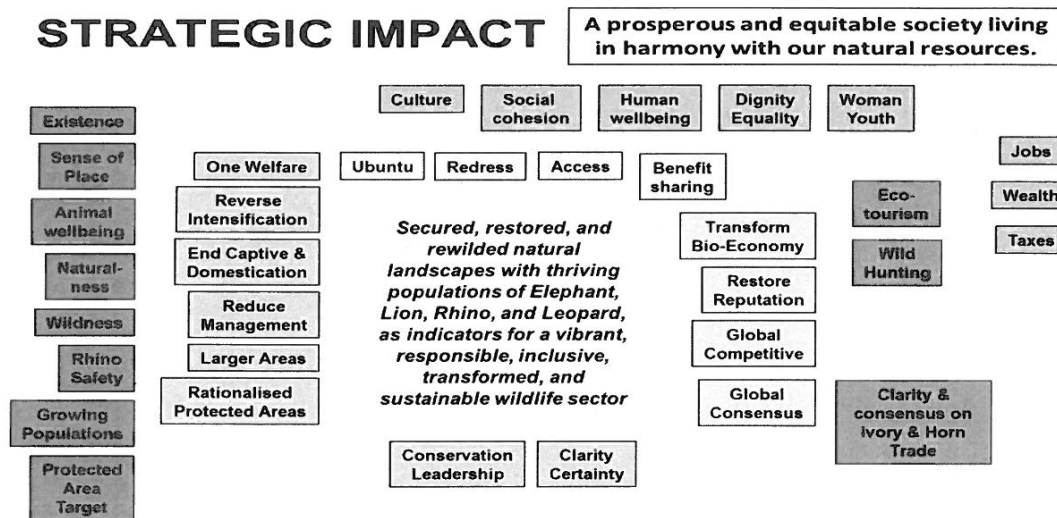 STRATEGIC IMPACT
A prosperous and equitable society living
in harmony with our natural resources.
Culture
Social
cohesion
Human
wellbeing
Dignity
Equality
Woman
Youth
Existence
Sense of
Place
Animal
wellbeing
Natural-
ness
Wildness
Rhino
Safety
Growing
Populations
Protected
Area
Target
One Welfare
Reverse
Intensification
End Captive &
Domestication
Reduce
Management
Larger Areas
Rationalised
Protected Areas
Ubuntu
Redress
Access
Benefit
sharing
Secured, restored, and
rewilded natural
landscapes with thriving
populations of Elephant,
Lion, Rhino, and Leopard,
as indicators for a vibrant,
responsible, inclusive,
transformed, and
sustainable wildlife sector
Conservation
Leadership
Clarity
Certainty
Transform
Bio-Economy
Restore
Reputation
Global
Competitive
Global
Consensus
Eco-
tourism
Wild
Hunting
Clarity &
consensus on
Ivory & Horn
Trade
Jobs
Wealth
Taxes